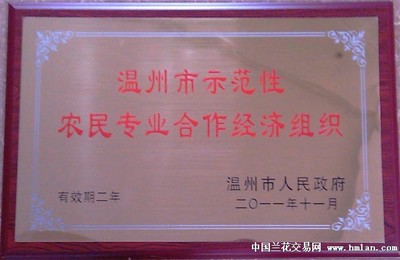 温州市示范性
农民专业合作经济组织
有效期二年
温州市人民政府
二〇一一年十一月
中国兰花交易网 www.hmlan.com